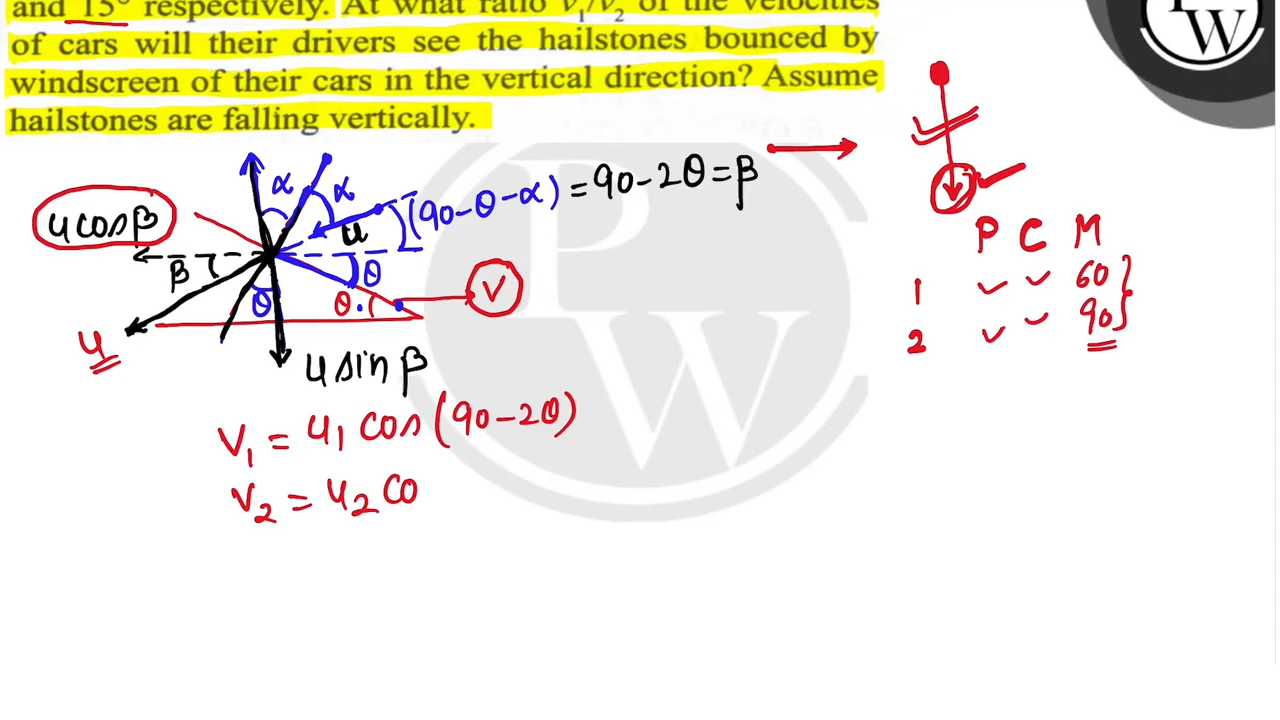 and 15° respectively. At what ratio v₁/v₂ of the velocities
of cars will their drivers see the hailstones bounced by
windscreen of their cars in the vertical direction? Assume
hailstones are falling vertically.
α α (90-θ-α) = 90-2θ = β
u cos β
u
β θ
θ θ V
u
u sin β
V₁ = u₁ cos (90-2θ)
V₂ = u₂ co
P C M
1 ✓ ✓ 60
2 ✓ ✓ 90
P
W
W